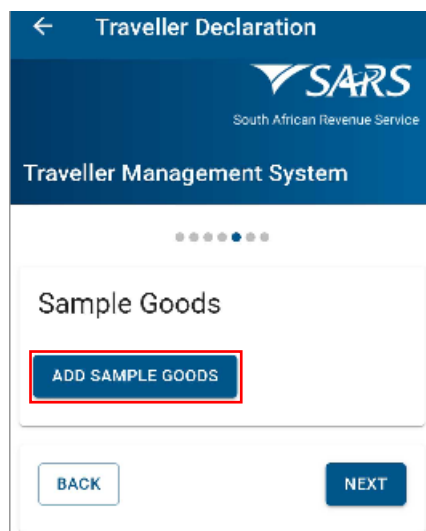 Traveller Declaration
SARS
South African Revenue Service
Traveller Management System
Sample Goods
ADD SAMPLE GOODS
BACK
NEXT